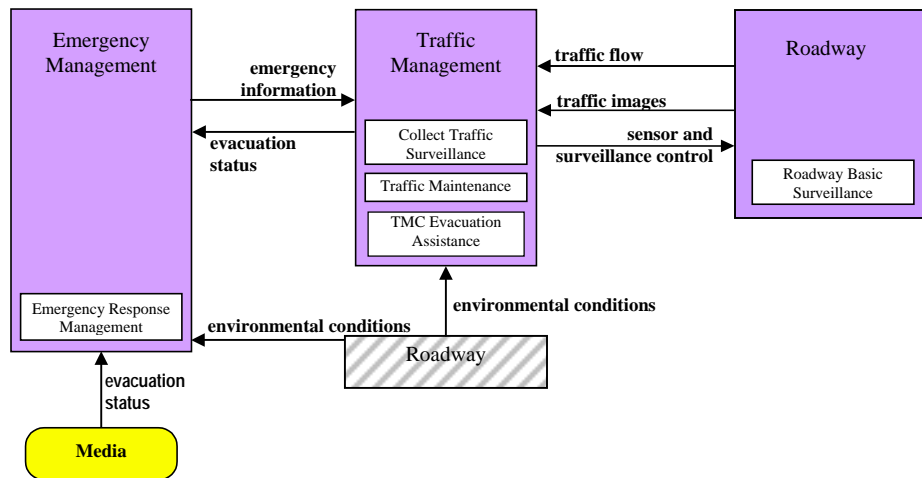 Emergency
Management
emergency
information
evacuation
status
Emergency Response
Management
Traffic
Management
Collect Traffic
Surveillance
Traffic Maintenance
TMC Evacuation
Assistance
traffic flow
traffic images
sensor and
surveillance control
Roadway
Roadway Basic
Surveillance
environmental conditions
environmental conditions
Roadway
evacuation
status
Media